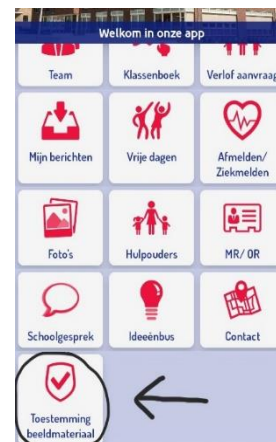 Welkom in onze app
Team Klassenboek Verlof aanvraag
Mijn berichten Vrije dagen Afmelden/
Ziekmelden
Foto's Hulpouders MR/ OR
Schoolgesprek Ideeënbus Contact
Toestemming
beeldmateriaal